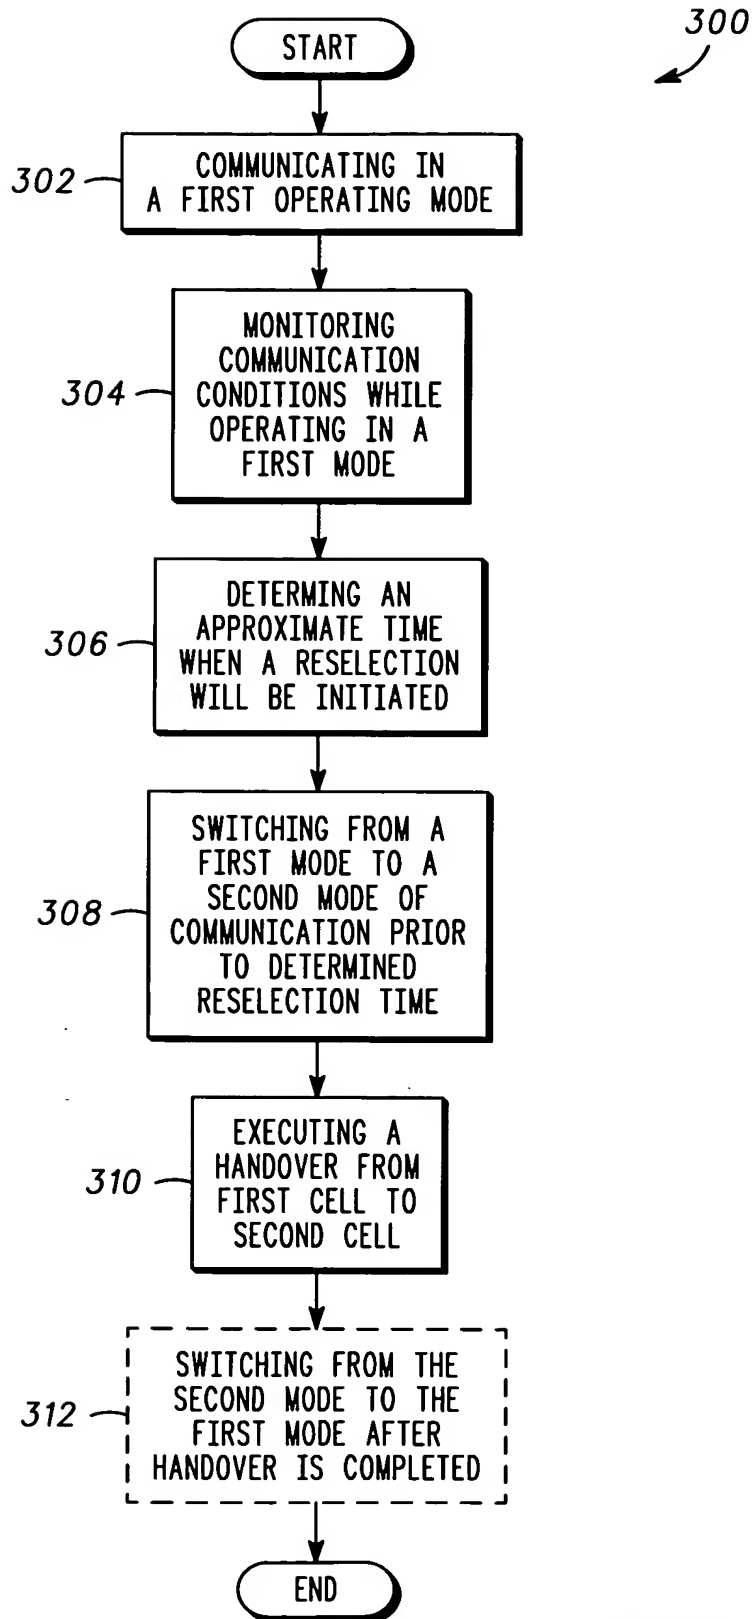 300
START
302
COMMUNICATING IN
A FIRST OPERATING MODE
304
MONITORING
COMMUNICATION
CONDITIONS WHILE
OPERATING IN A
FIRST MODE
306
DETERMING AN
APPROXIMATE TIME
WHEN A RESELECTION
WILL BE INITIATED
308
SWITCHING FROM A
FIRST MODE TO A
SECOND MODE OF
COMMUNICATION PRIOR
TO DETERMINED
RESELECTION TIME
310
EXECUTING A
HANDOVER FROM
FIRST CELL TO
SECOND CELL
312
SWITCHING FROM THE
SECOND MODE TO THE
FIRST MODE AFTER
HANDOVER IS COMPLETED
END